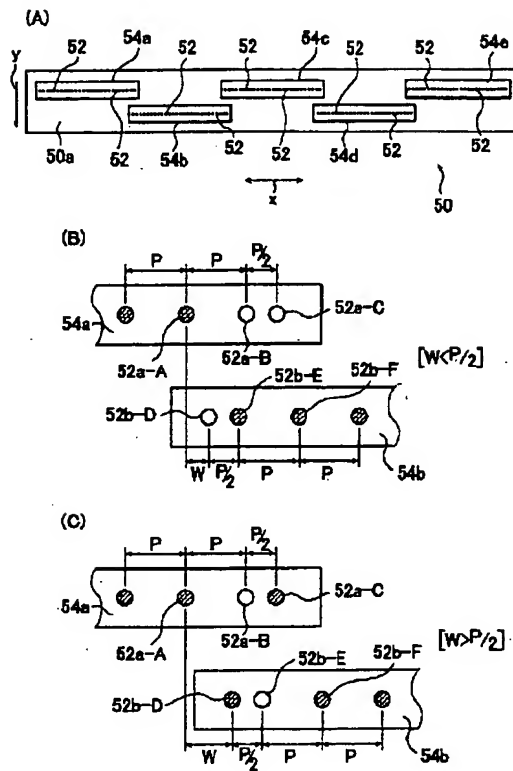 (A)
52 54a 52 52 54c 52 54e
y
50a 52 54b 52 52 54d 52 52
x 50
(B)
P P P/2
54a 52a-A 52a-B 52a-C
[W<P/2]
52b-D 52b-E 52b-F
W P/2 P P 54b
(C)
P P P/2
54a 52a-A 52a-B 52a-C
[W>P/2]
52b-D 52b-E 52b-F
W P/2 P P 54b